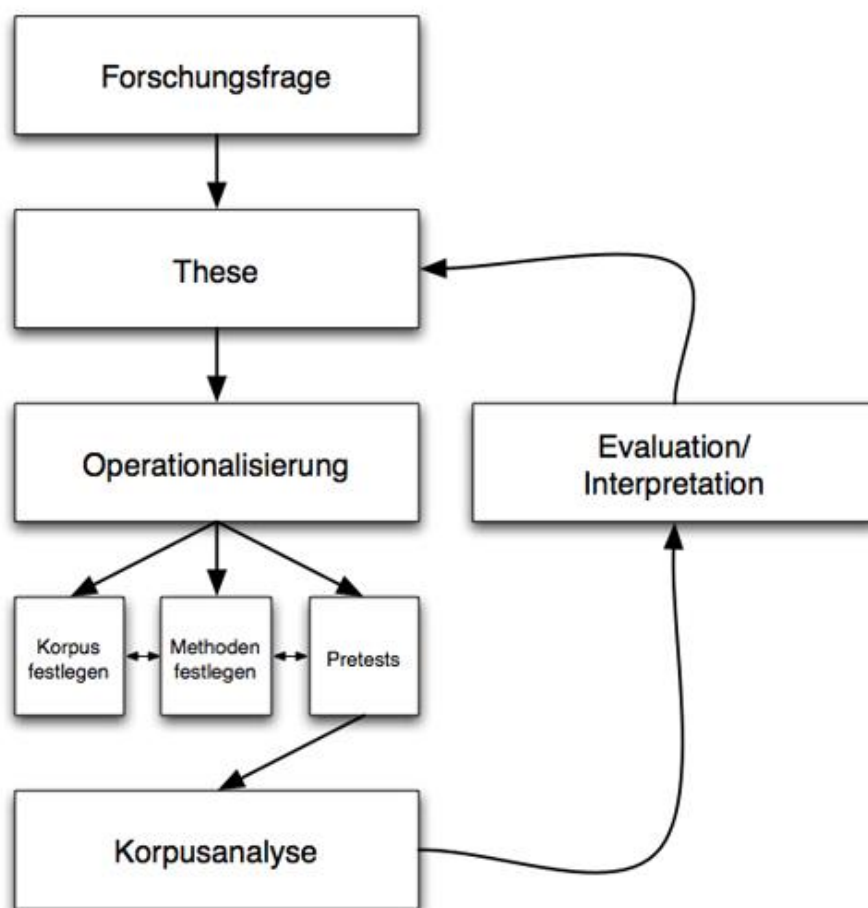 Forschungsfrage
These
Operationalisierung
Evaluation/
Interpretation
Korpus
festlegen
Methoden
festlegen
Pretests
Korpusanalyse